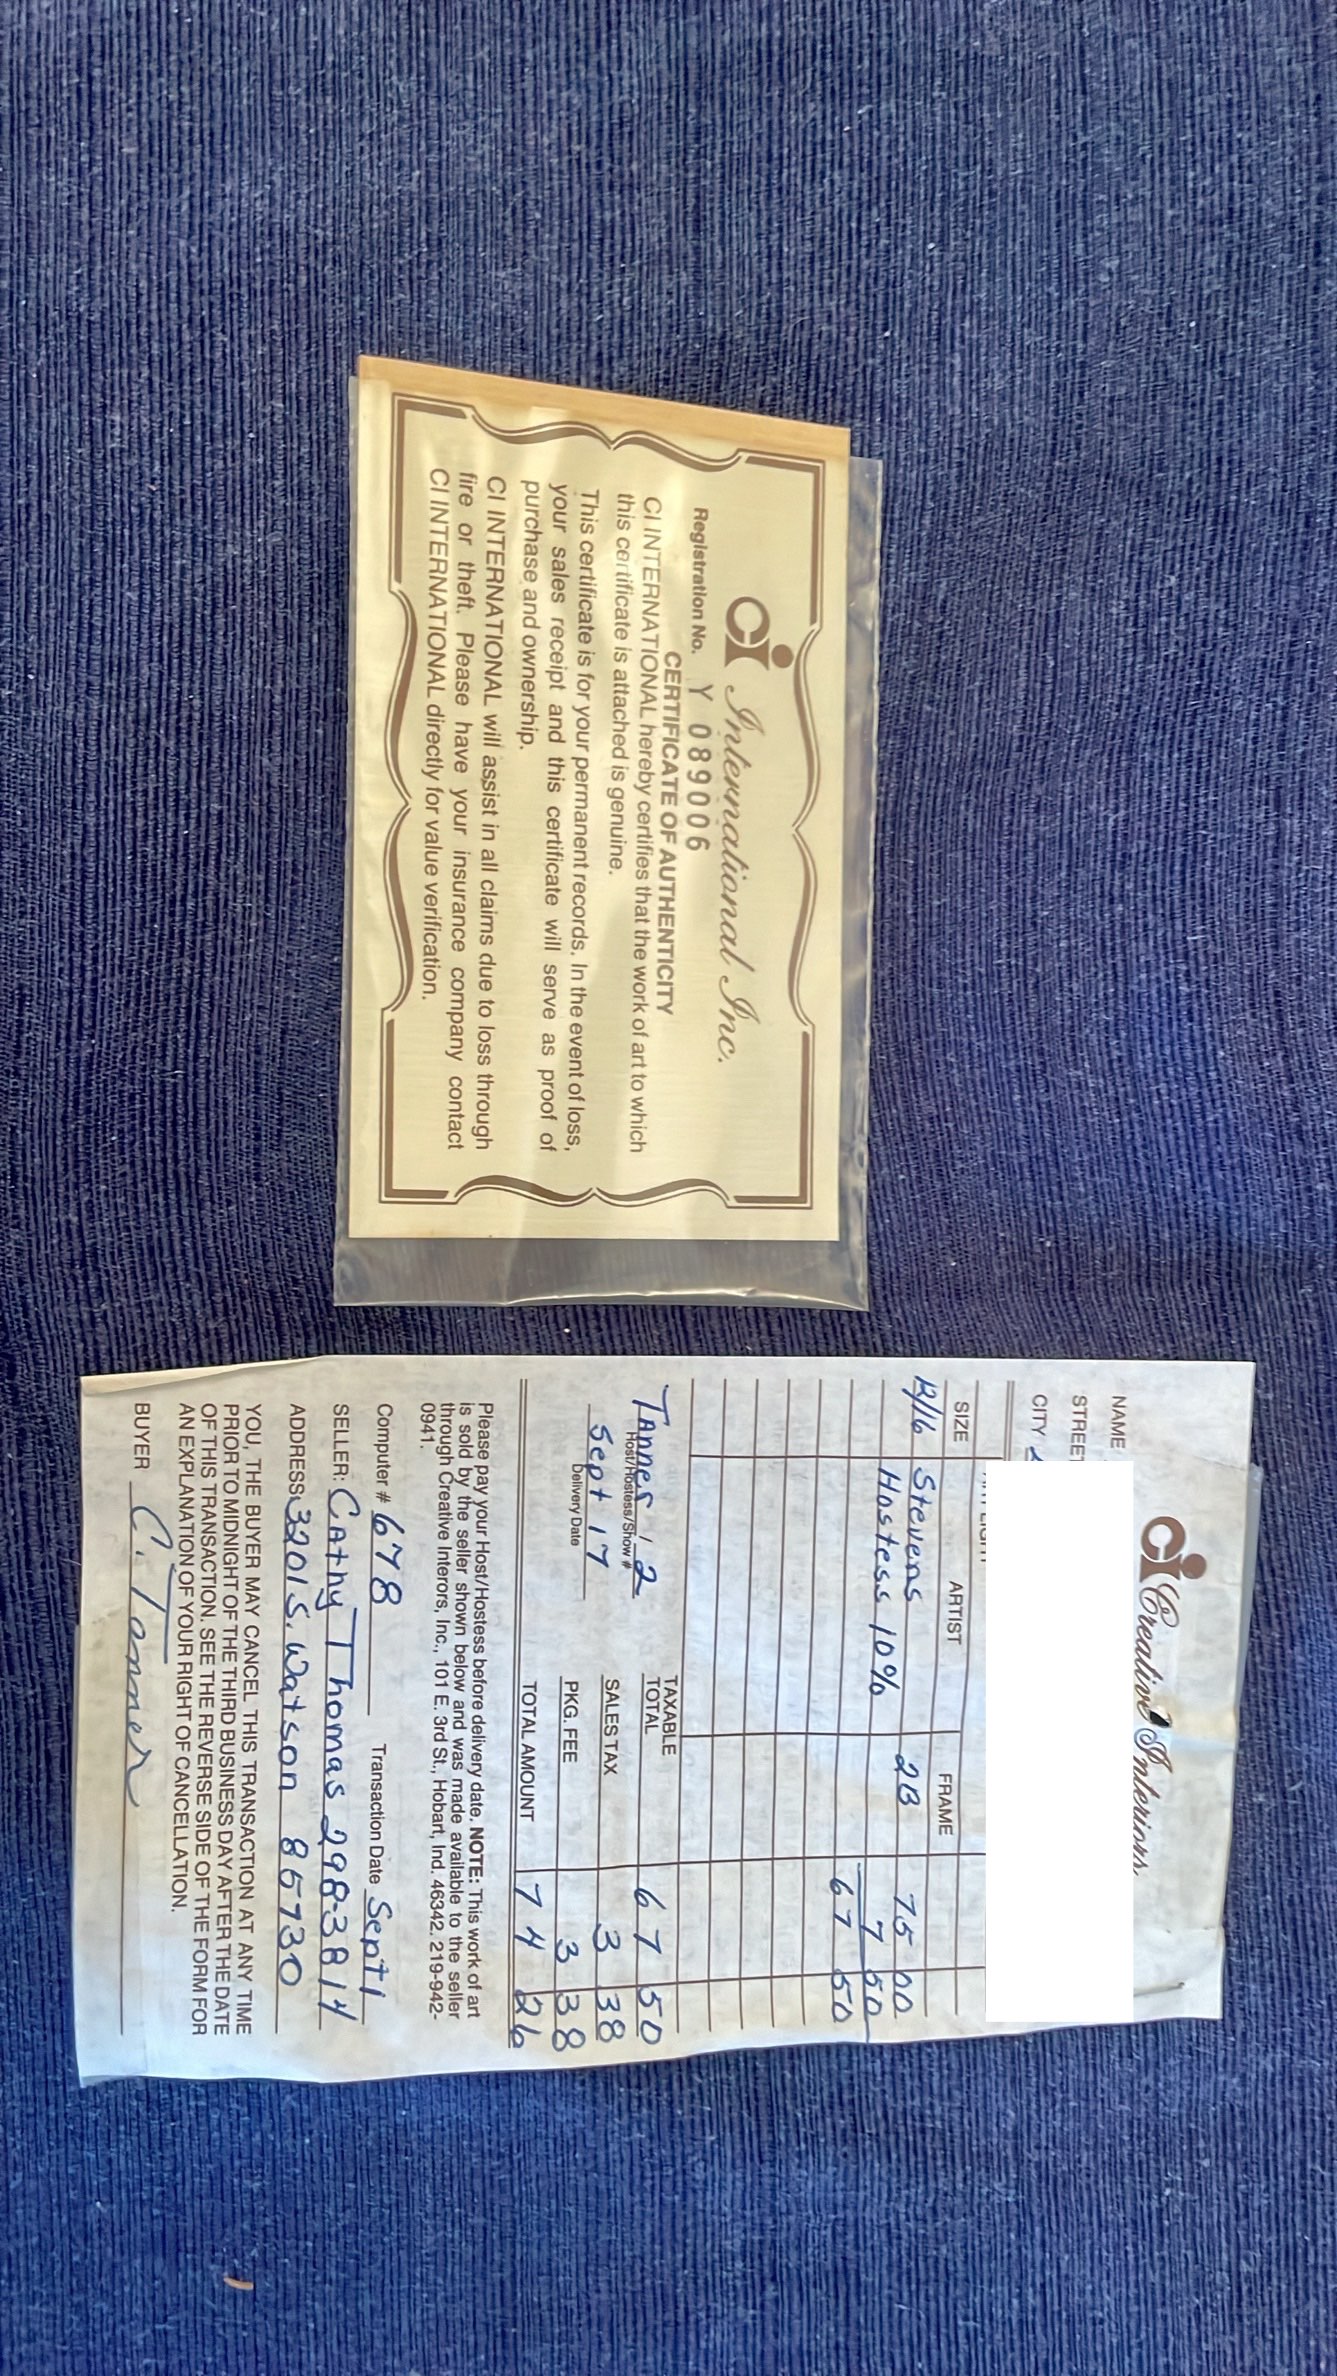 CI International Inc.
Registration No. Y 089006
CERTIFICATE OF AUTHENTICITY
CI INTERNATIONAL hereby certifies that the work of art to which
this certificate is attached is genuine.
This certificate is for your permanent records. In the event of loss,
your sales receipt and this certificate will serve as proof of
purchase and ownership.
CI INTERNATIONAL will assist in all claims due to loss through
fire or theft. Please have your insurance company contact
CI INTERNATIONAL directly for value verification.
CI Creative Interiors.
NAME
STREET
CITY
SIZE ARTIST FRAME
12/16 Stevens 2B 75 00
Hostess 10% 7 50
67 50
Tanner 12 TAXABLE TOTAL 67 50
Host/Hostess/Show #
Sept 17 SALES TAX 3 38
Delivery Date
PKG. FEE 3 38
TOTAL AMOUNT 74 26
Please pay your Host/Hostess before delivery date. NOTE: This work of art
is sold by the seller shown below and was made available to the seller
through Creative Interors, Inc., 101 E. 3rd St., Hobart, Ind. 46342. 219-942-
0941.
Computer # 678 Transaction Date Sept 1
SELLER: Cathy Thomas 298-3814
ADDRESS 3201 S. Watson 85730
YOU, THE BUYER MAY CANCEL THIS TRANSACTION AT ANY TIME
PRIOR TO MIDNIGHT OF THE THIRD BUSINESS DAY AFTER THE DATE
OF THIS TRANSACTION. SEE THE REVERSE SIDE OF THE FORM FOR
AN EXPLANATION OF YOUR RIGHT OF CANCELLATION.
BUYER C. Tanner